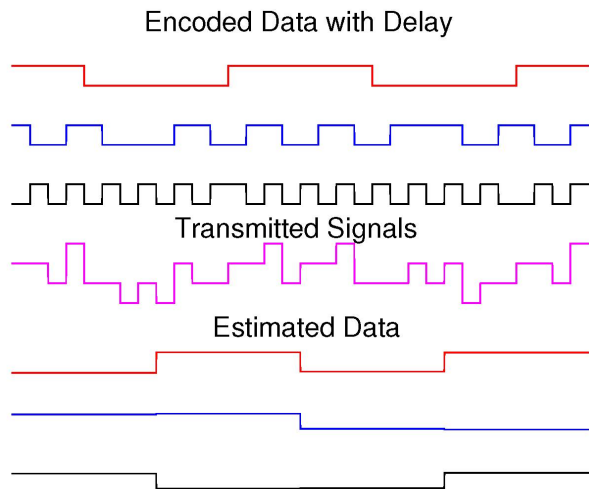 Encoded Data with Delay
Transmitted Signals
Estimated Data